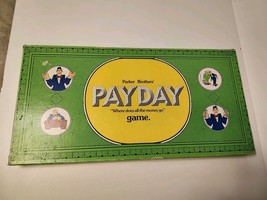 Parker Brothers'
PAYDAY
"Where does all the money go"
game.